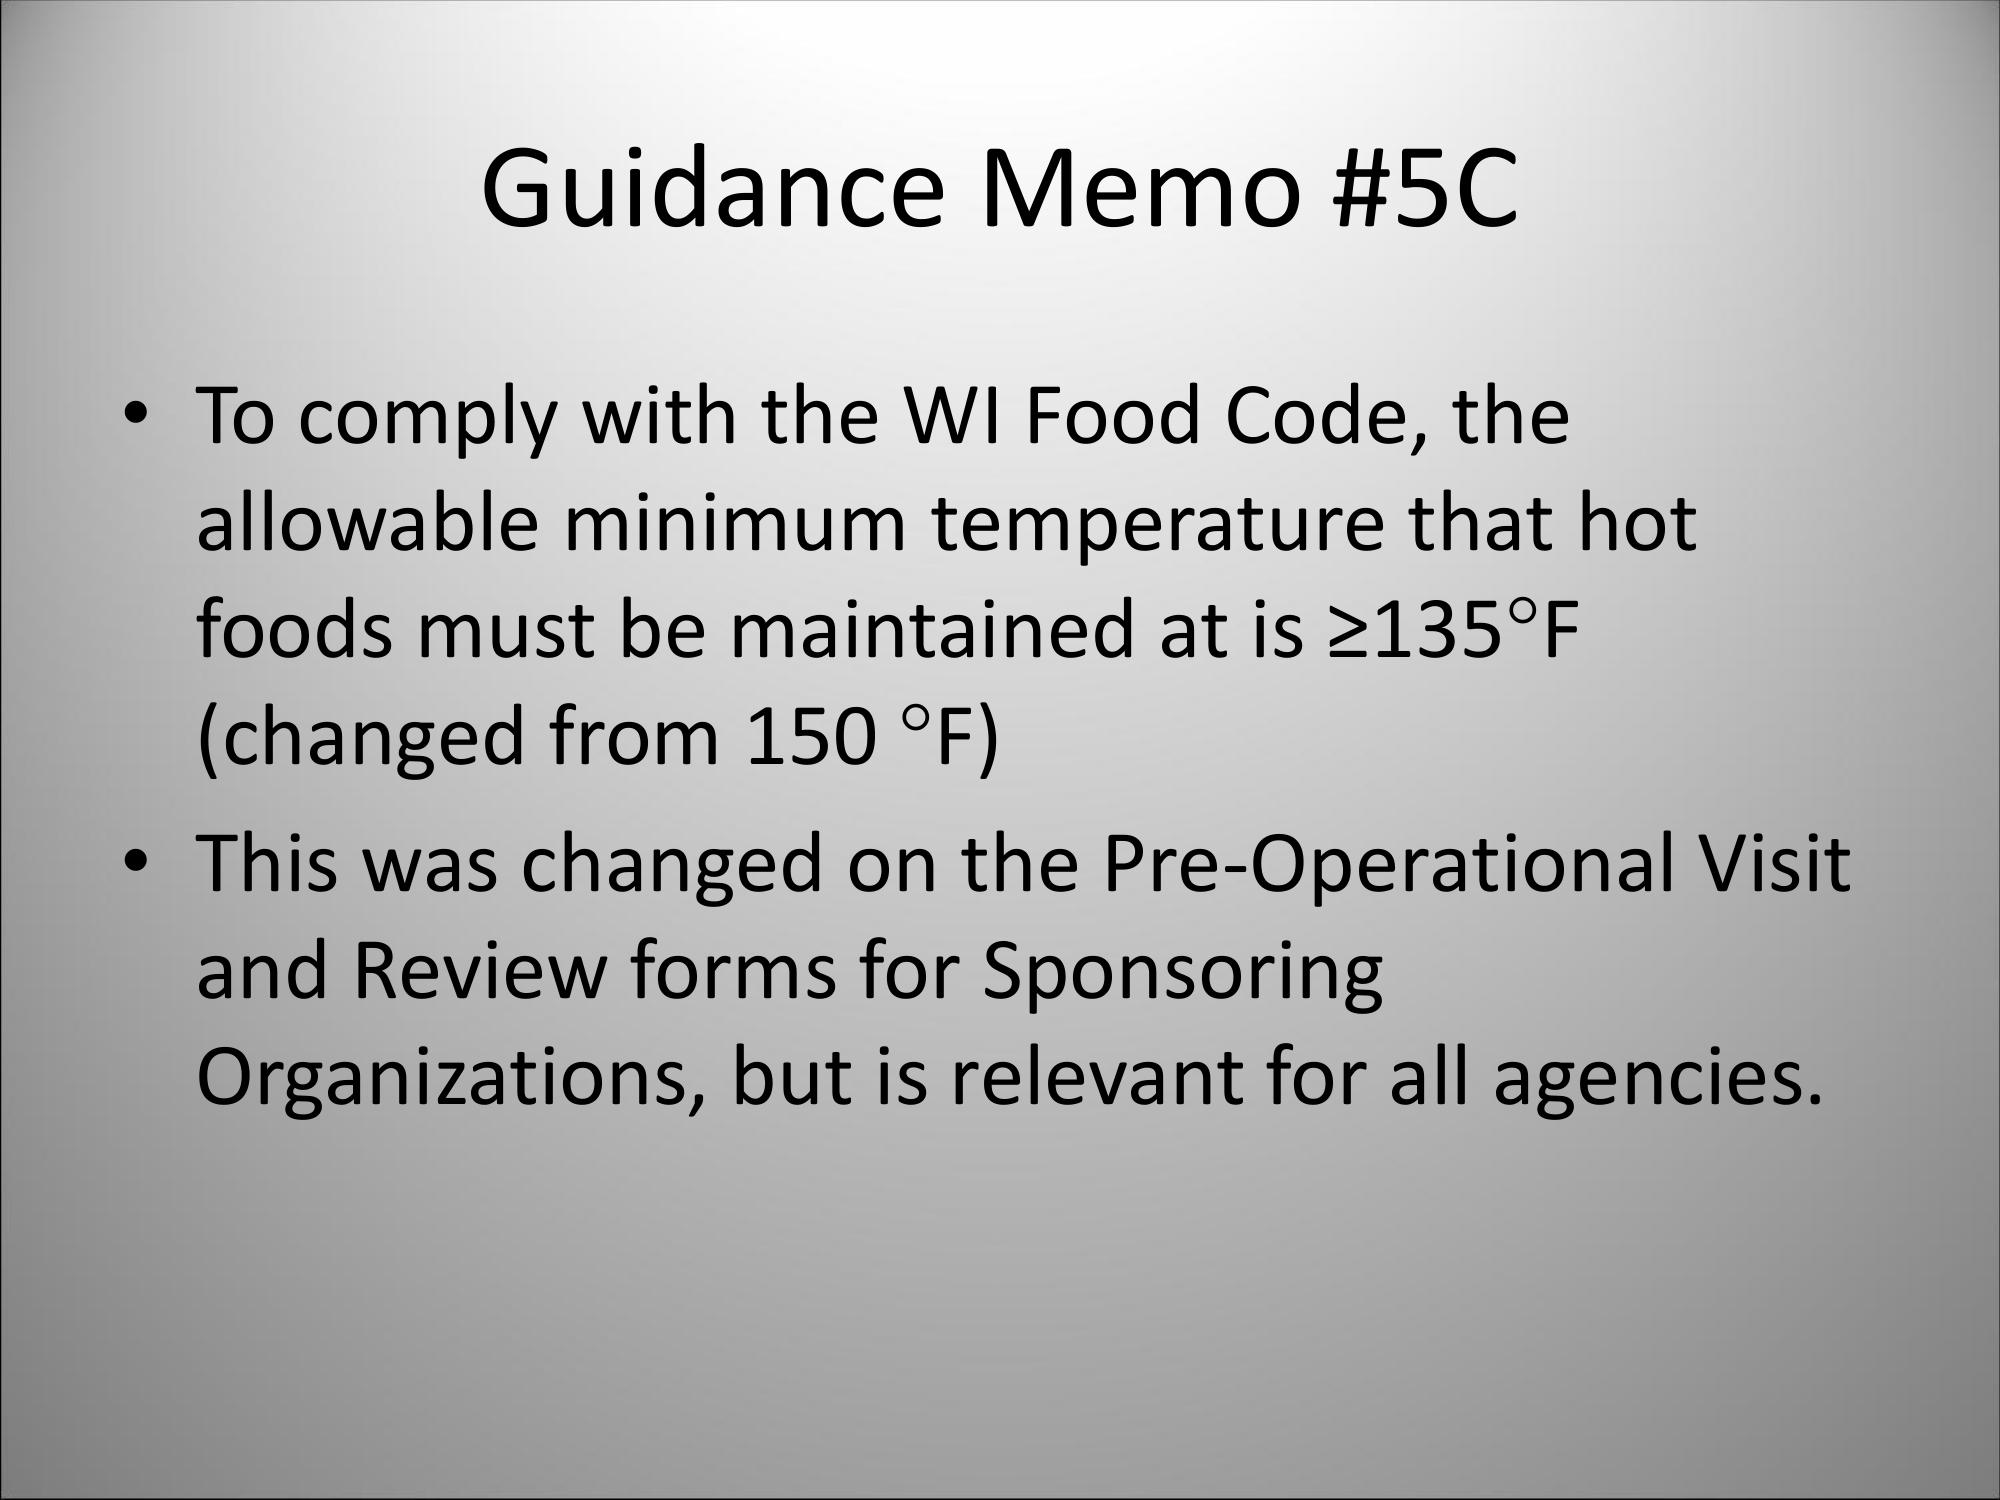 Guidance Memo #5C
• To comply with the WI Food Code, the
allowable minimum temperature that hot
foods must be maintained at is ≥135°F
(changed from 150 °F)
• This was changed on the Pre-Operational Visit
and Review forms for Sponsoring
Organizations, but is relevant for all agencies.